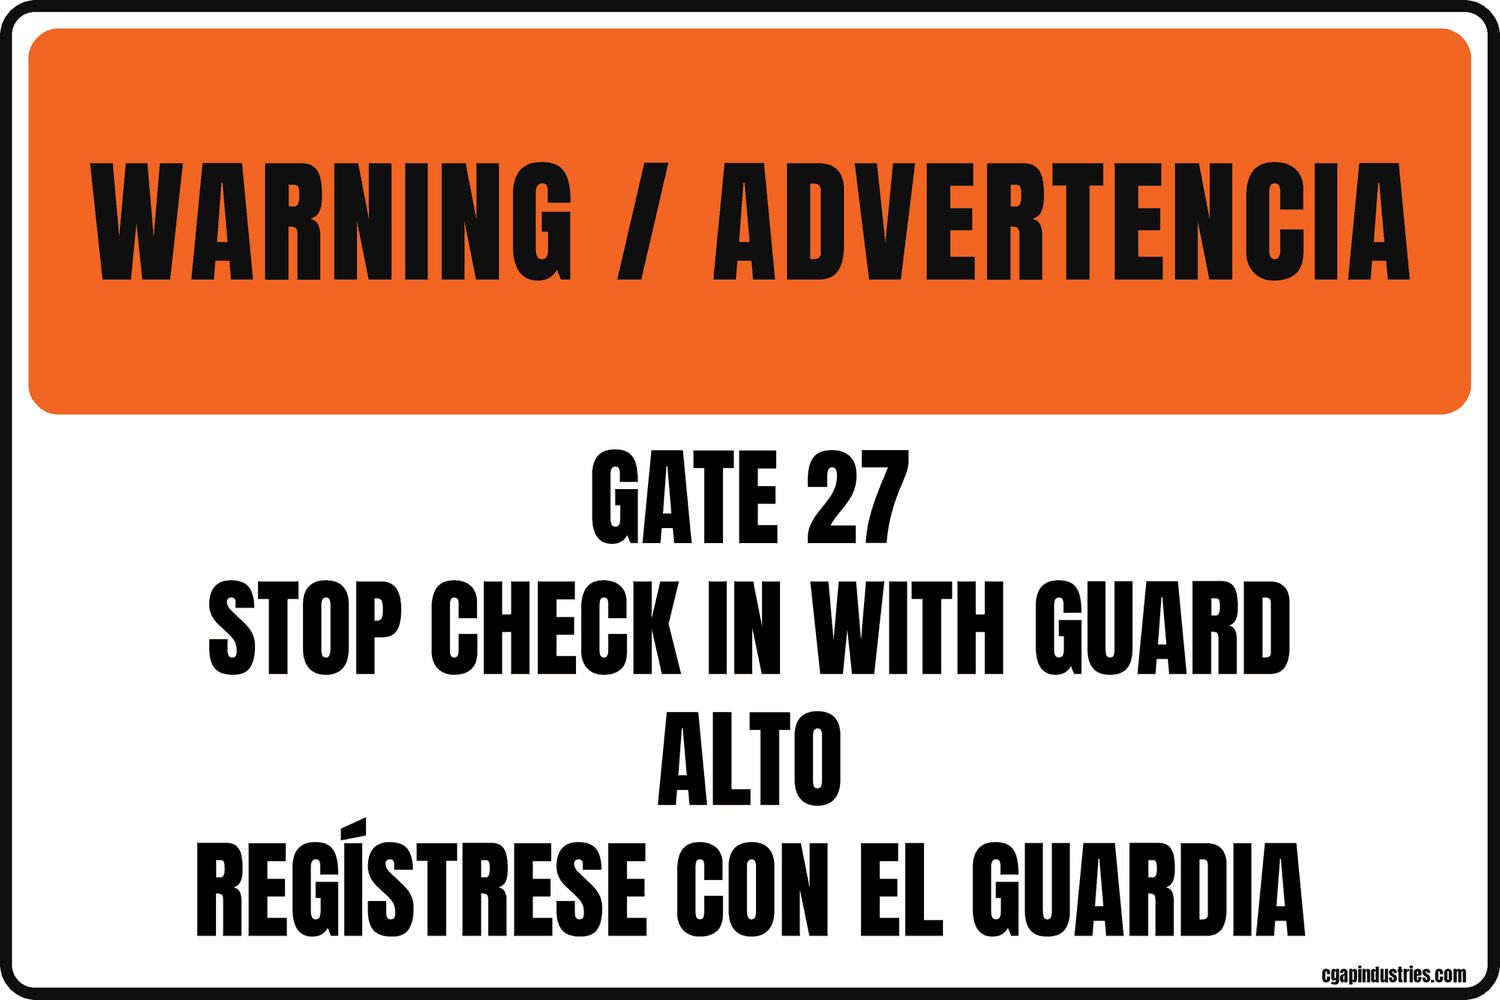 WARNING / ADVERTENCIA
GATE 27
STOP CHECK IN WITH GUARD
ALTO
REGÍSTRESE CON EL GUARDIA
cgapindustries.com